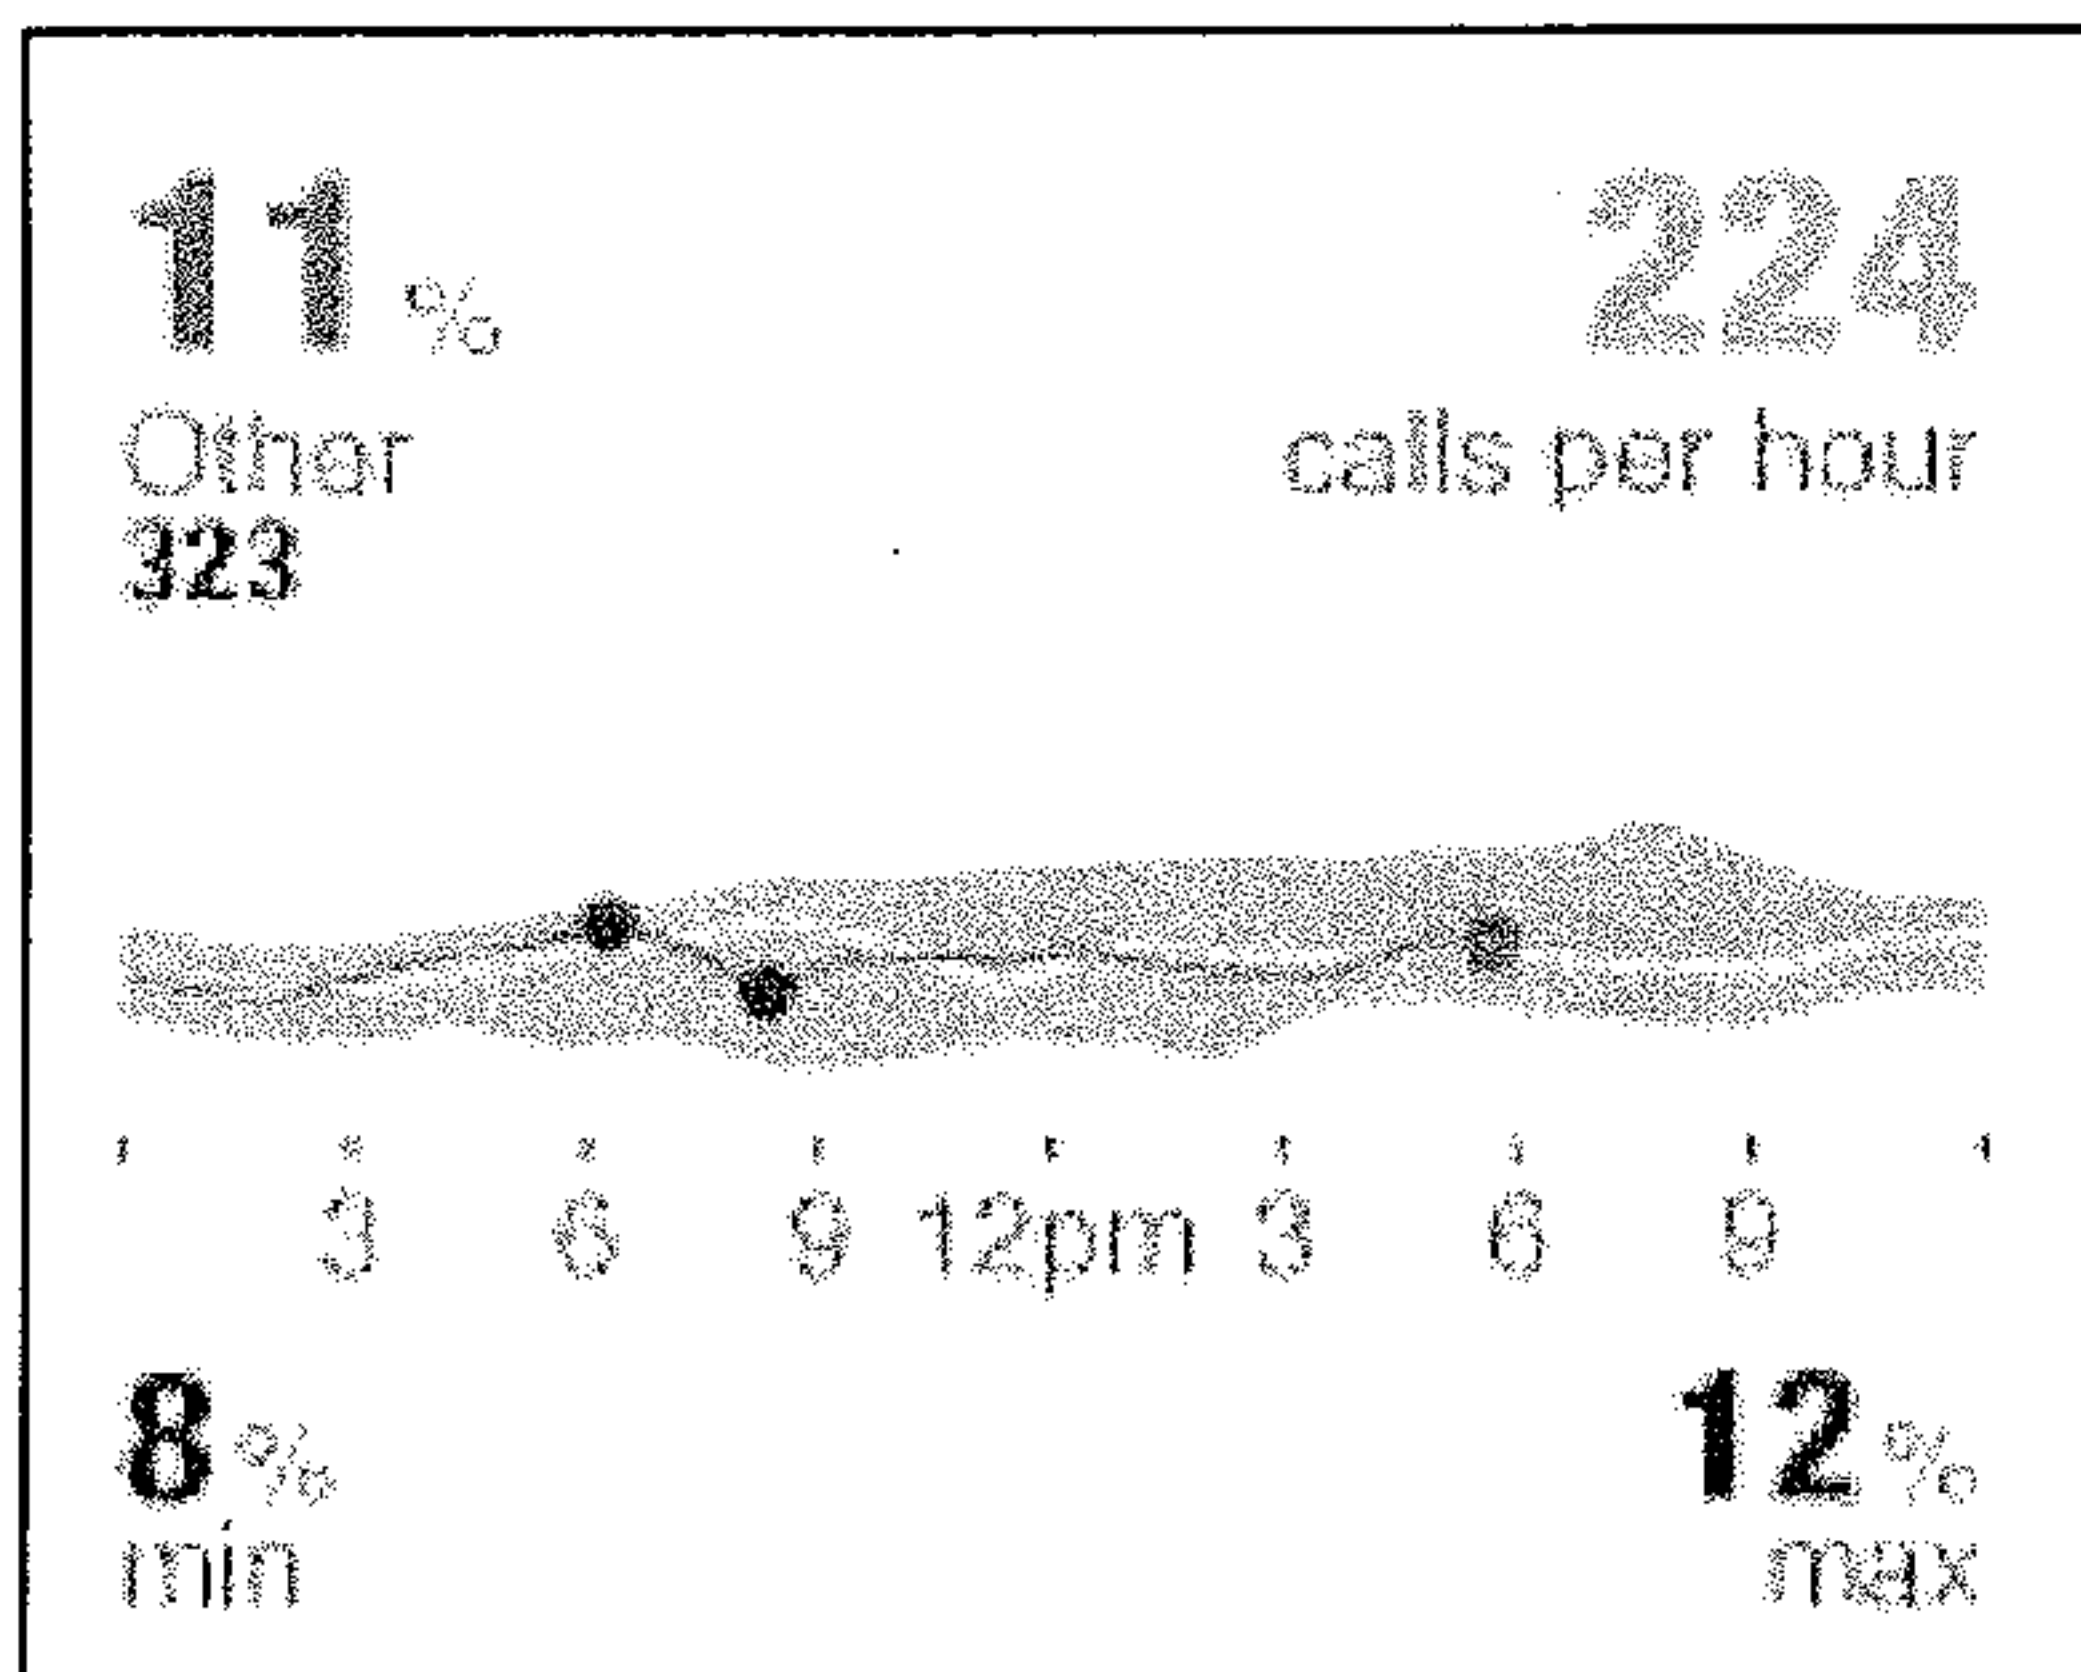 11 %
224
Other
calls per hour
323
3 6 9 12pm 3 6 9
8 %
12 %
min
max